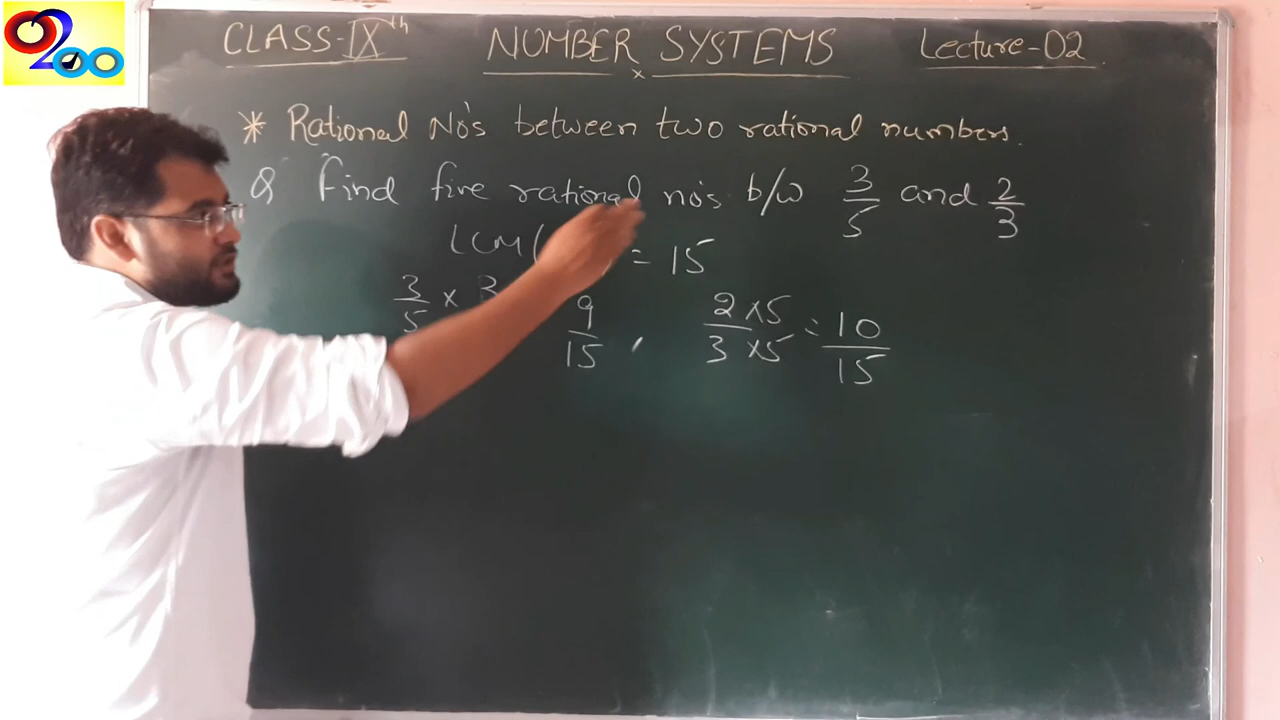 0200
CLASS-IXth NUMBER SYSTEMS Lecture-02
* Rational No's between two rational numbers.
Q Find five rational no's b/w 3/5 and 2/3
LCM( = 15
3/5 × 3 9/15 , 2×5/3×5 = 10/15